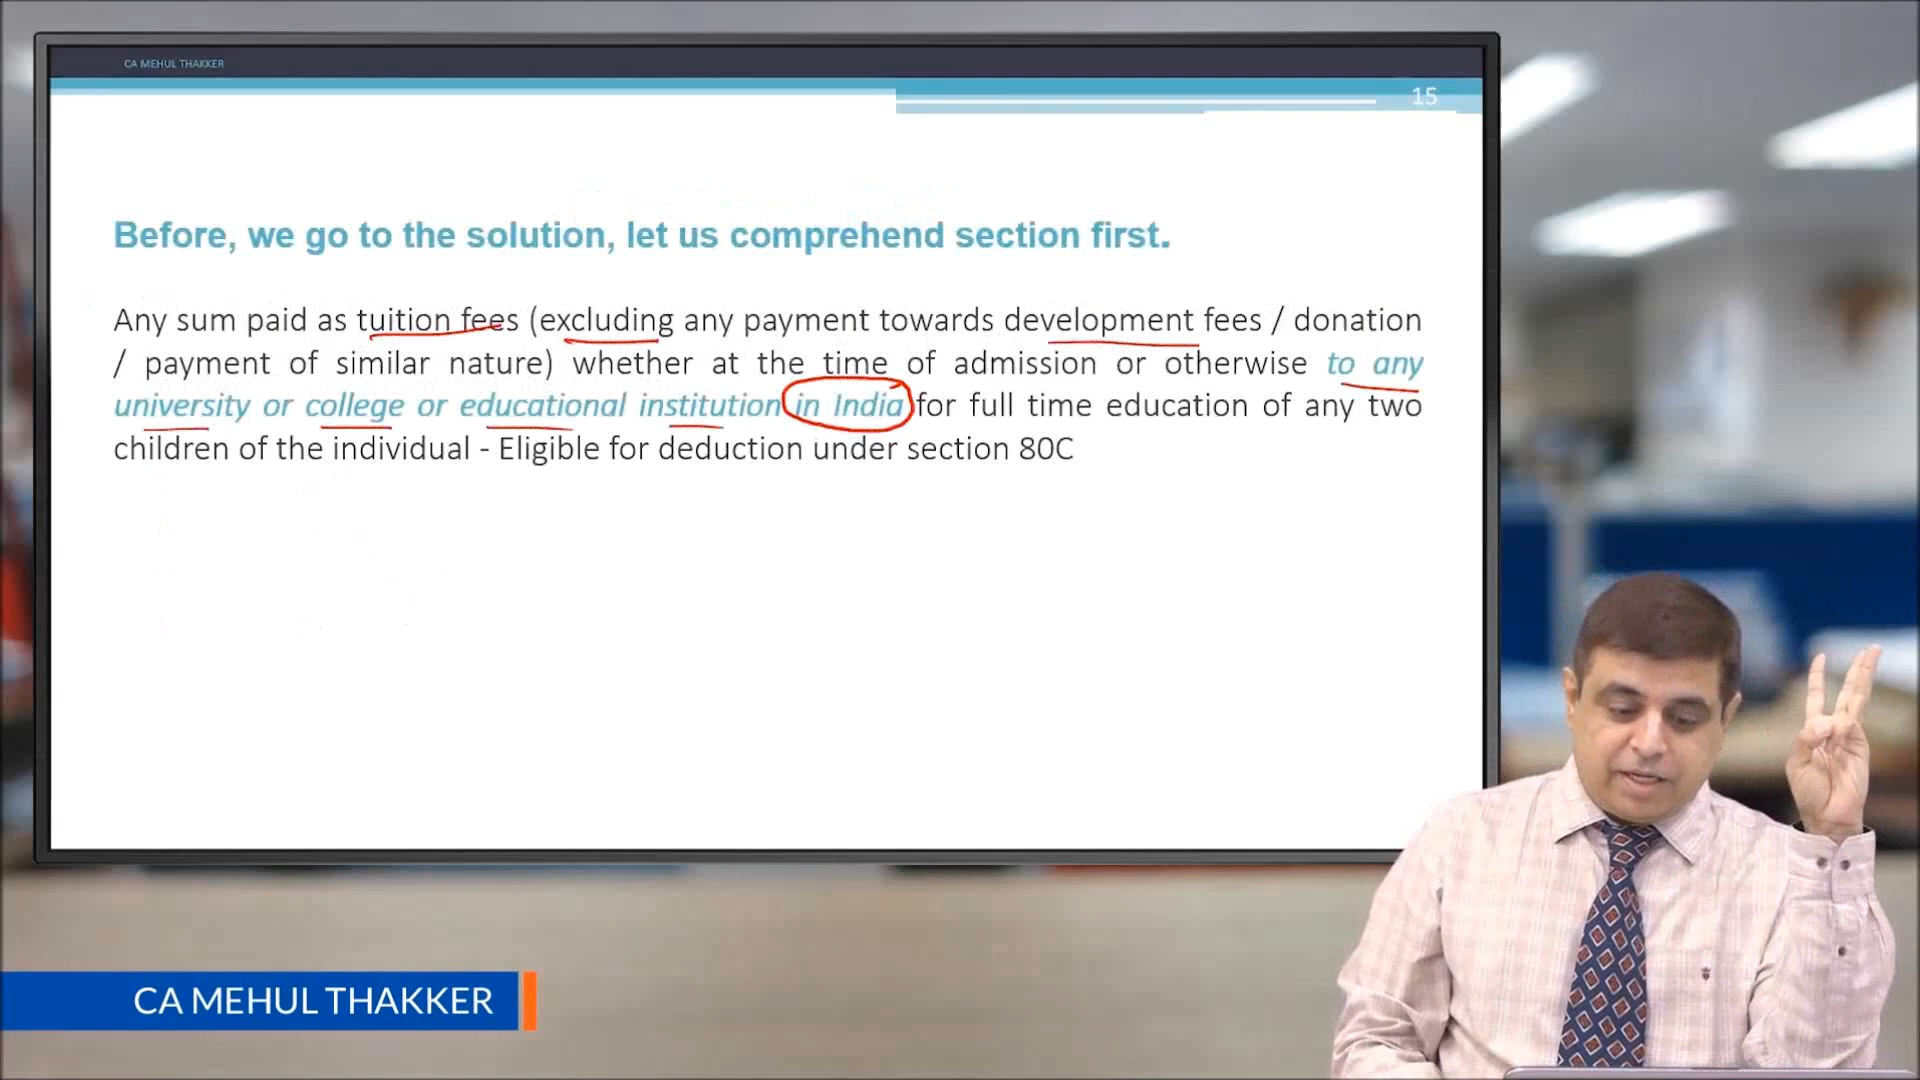 CA MEHUL THAKKER
15
Before, we go to the solution, let us comprehend section first.
Any sum paid as tuition fees (excluding any payment towards development fees / donation
/ payment of similar nature) whether at the time of admission or otherwise to any
university or college or educational institution in India for full time education of any two
children of the individual - Eligible for deduction under section 80C
CA MEHUL THAKKER